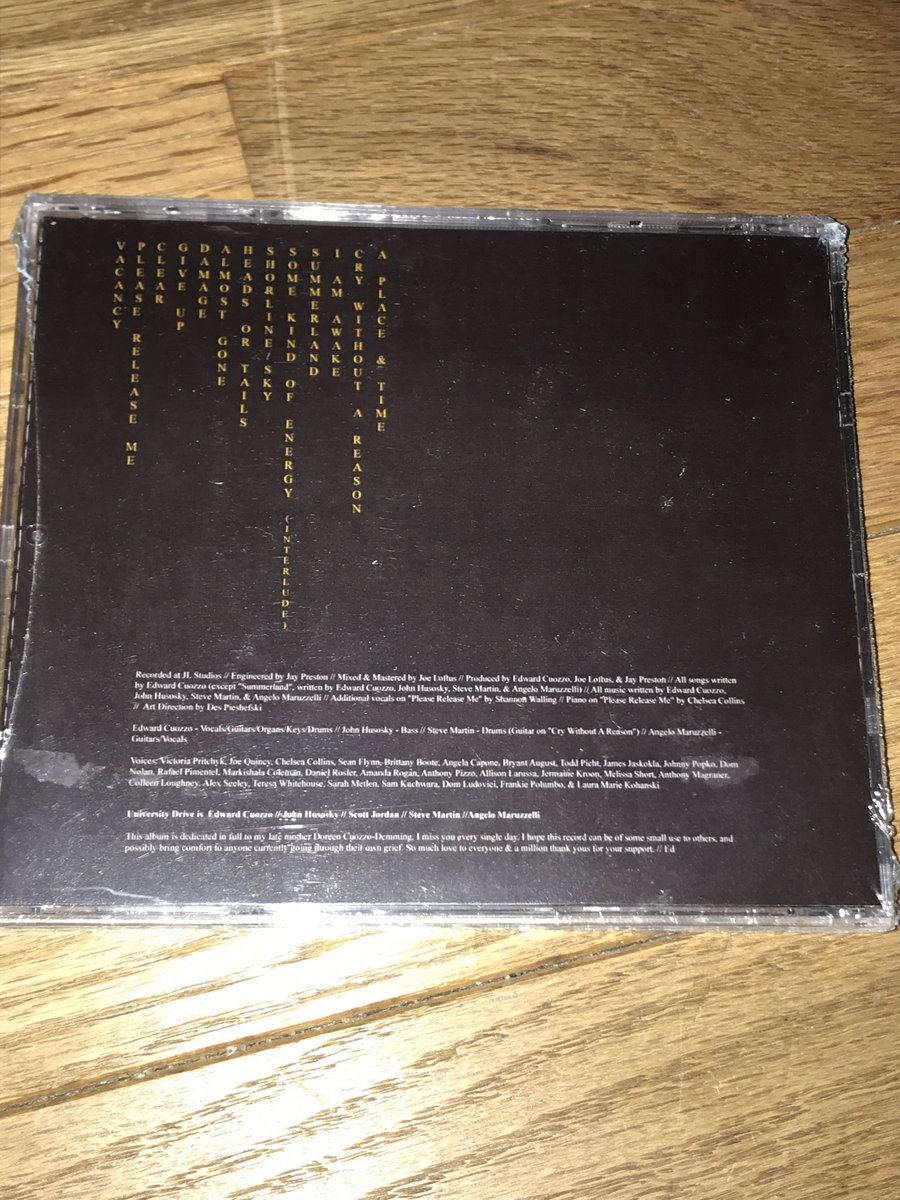 VACANCY
PLEASE RELEASE ME
CLEAR
GIVE UP
DAMAGE
ALMOST GONE
HEADS OR TAILS
SHORLINE/SKY
SOME KIND OF ENERGY (INTERLUDE)
SUMMERLAND
I AM AWAKE
CRY WITHOUT A REASON
A PLACE & TIME
Recorded at JL Studios // Engineered by Jay Preston // Mixed & Mastered by Joe Loftus // Produced by Edward Cuozzo, Joe Loftus, & Jay Preston // All songs written
by Edward Cuozzo (except "Summerland", written by Edward Cuozzo, John Husosky, Steve Martin, & Angelo Maruzzelli) // All music written by Edward Cuozzo,
John Husosky, Steve Martin, & Angelo Maruzzelli // Additional vocals on "Please Release Me" by Shannon Walling // Piano on "Please Release Me" by Chelsea Collins
// Art Direction by Des Pieshefski
Edward Cuozzo - Vocals/Guitars/Organs/Keys/Drums // John Husosky - Bass // Steve Martin - Drums (Guitar on "Cry Without A Reason") // Angelo Maruzzelli -
Guitars/Vocals
Voices: Victoria Pritchyk, Joe Quincy, Chelsea Collins, Sean Flynn, Brittany Boote, Angela Capone, Bryant August, Todd Picht, James Jaskolka, Johnny Popko, Dom
Nolan, Rafael Pimentel, Markishala Coleman, Daniel Rosler, Amanda Rogan, Anthony Pizzo, Allison Larussa, Jermaine Kroon, Melissa Short, Anthony Magraner,
Colleen Loughney, Alex Seeley, Teresa Whitehouse, Sarah Metlen, Sam Kuchwara, Dom Ludovici, Frankie Polumbo, & Laura Marie Kohanski
University Drive is Edward Cuozzo // John Husosky // Scott Jordan // Steve Martin //Angelo Maruzzelli
This album is dedicated in full to my late mother Doreen Cuozzo-Demming. I miss you every single day. I hope this record can be of some small use to others, and
possibly bring comfort to anyone currently going through their own grief. So much love to everyone & a million thank yous for your support. // Ed